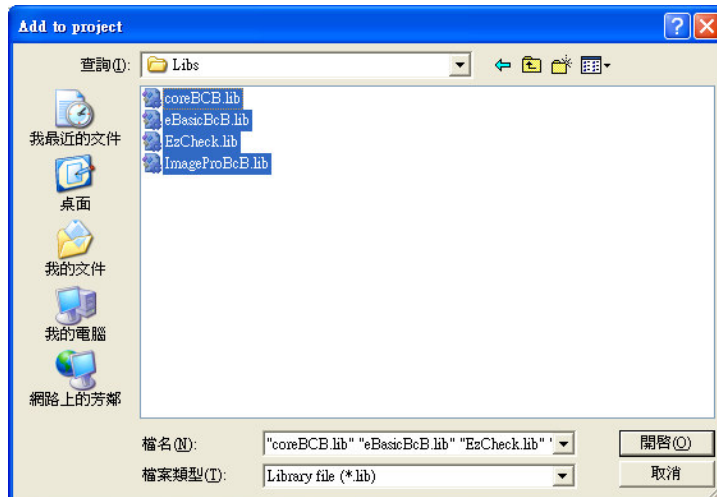 Add to project
查詢(I): Libs
coreBCB.lib
eBasicBcB.lib
EzCheck.lib
ImageProBcB.lib
我最近的文件
桌面
我的文件
我的電腦
網路上的芳鄰
檔名(N): "coreBCB.lib" "eBasicBcB.lib" "EzCheck.lib" '
開啓(O)
檔案類型(T): Library file (*.lib)
取消